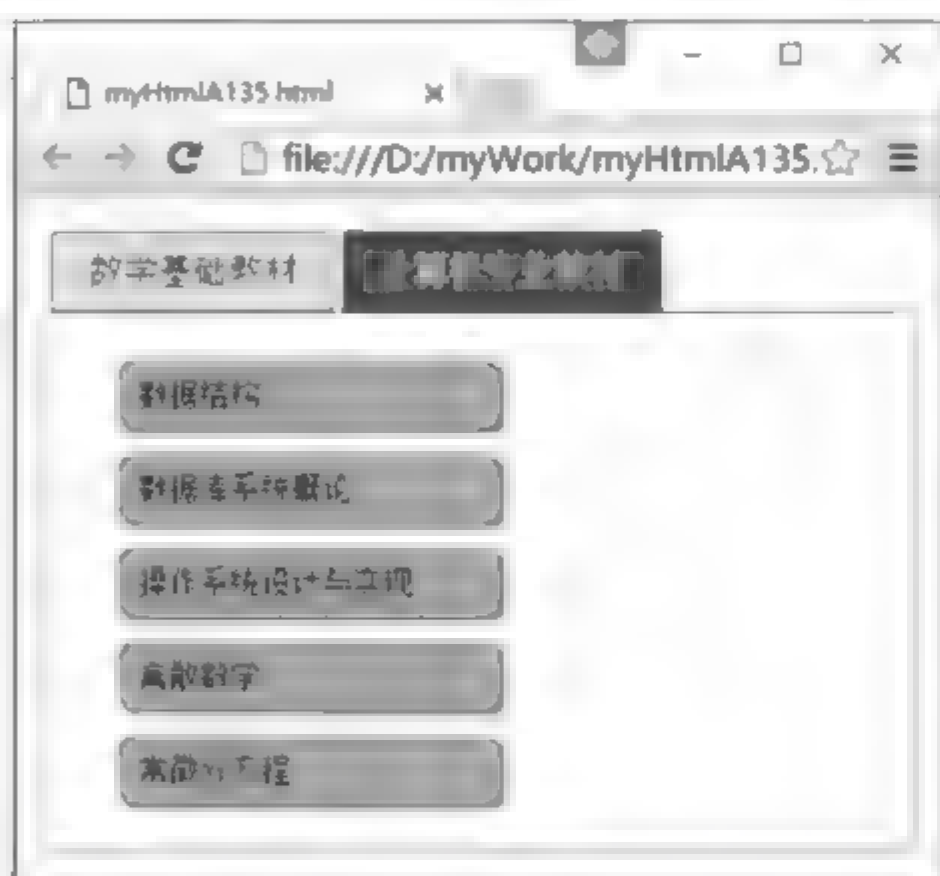 myHtmlA135.html
file:///D:/myWork/myHtmlA135.
数学基础教材
数据结构
数据库系统概论
操作系统设计与实现
离散数学
常微分方程